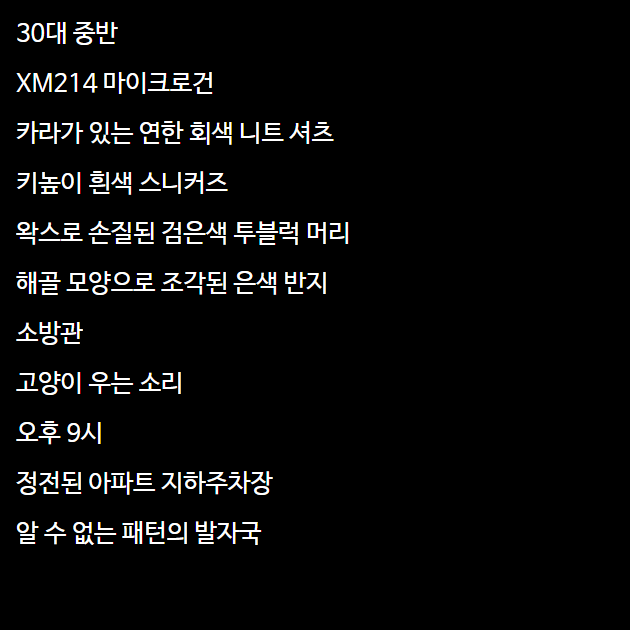 30대 중반
XM214 마이크로건
카라가 있는 연한 회색 니트 셔츠
키높이 흰색 스니커즈
왁스로 손질된 검은색 투블럭 머리
해골 모양으로 조각된 은색 반지
소방관
고양이 우는 소리
오후 9시
정전된 아파트 지하주차장
알 수 없는 패턴의 발자국